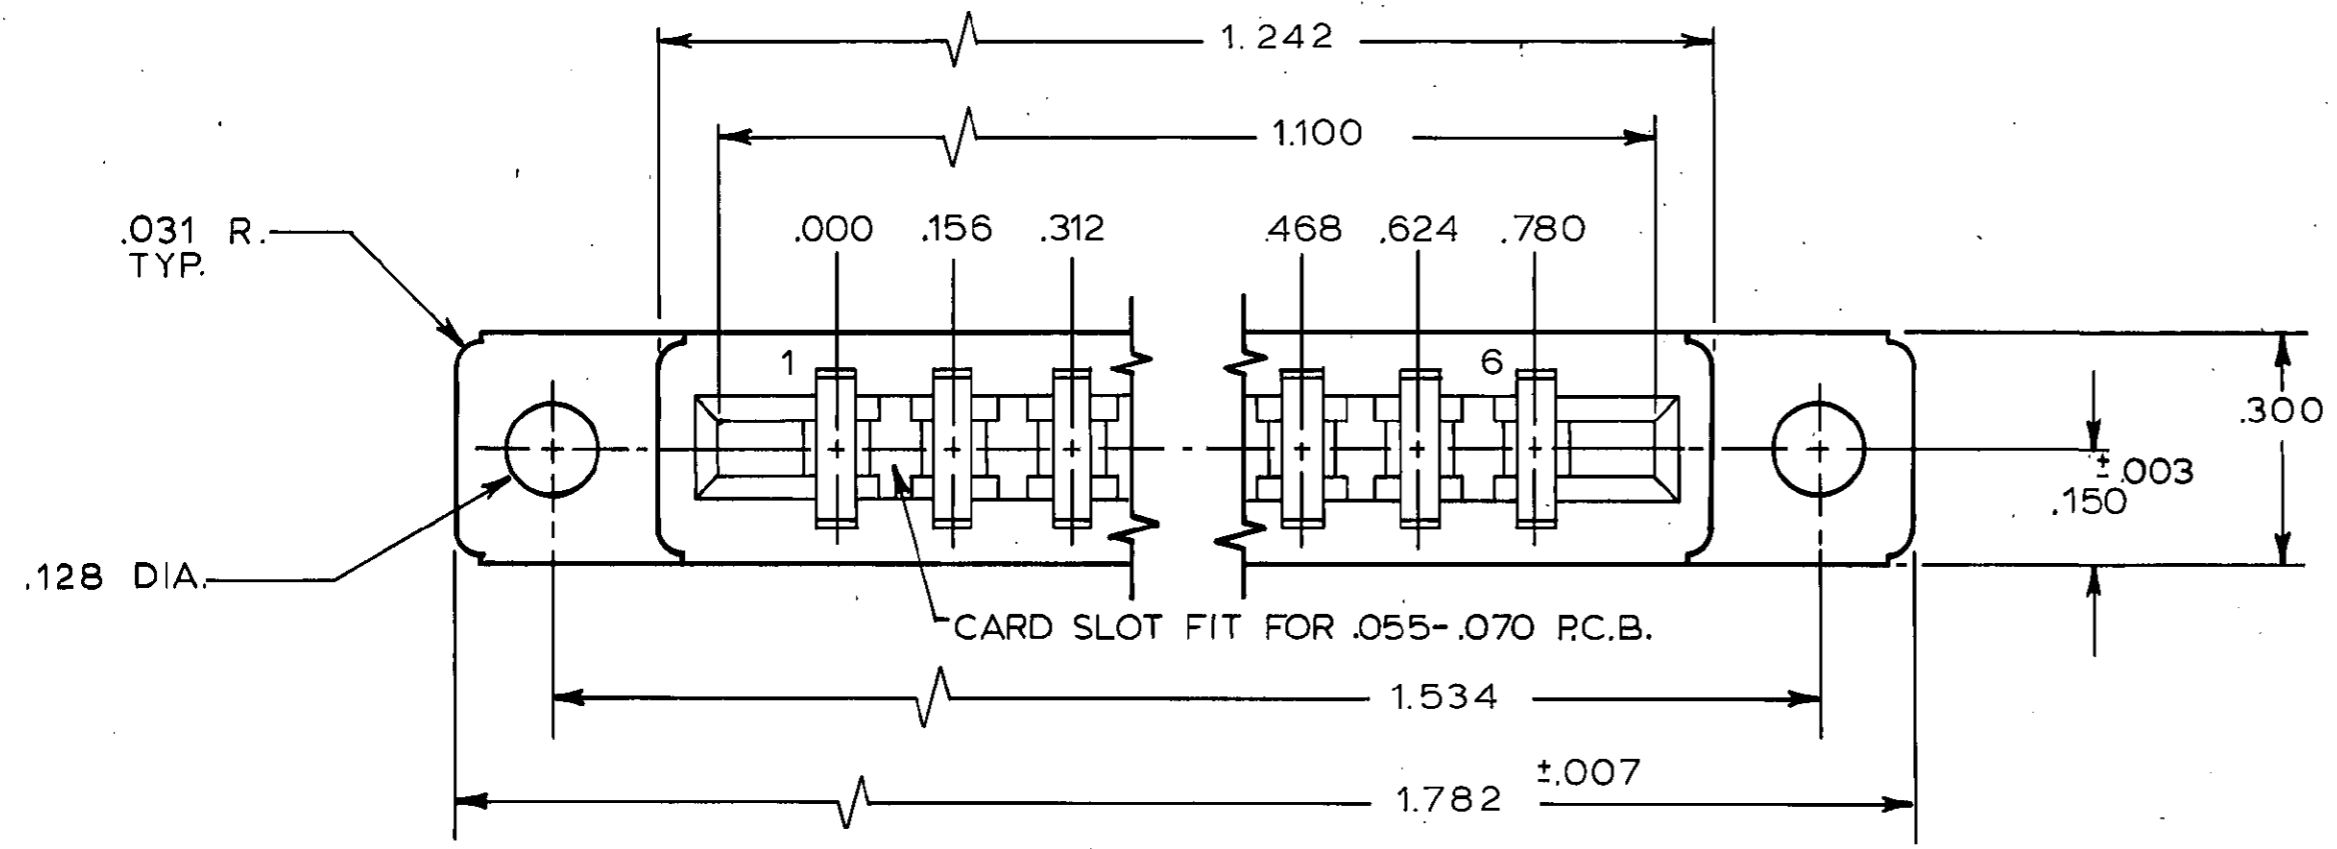 1.242
1.100
.031 R.
TYP.
.000 .156 .312 .468 .624 .780
1 6
.300
±.003
.150
.128 DIA.
CARD SLOT FIT FOR .055-.070 P.C.B.
1.534
±.007
1.782